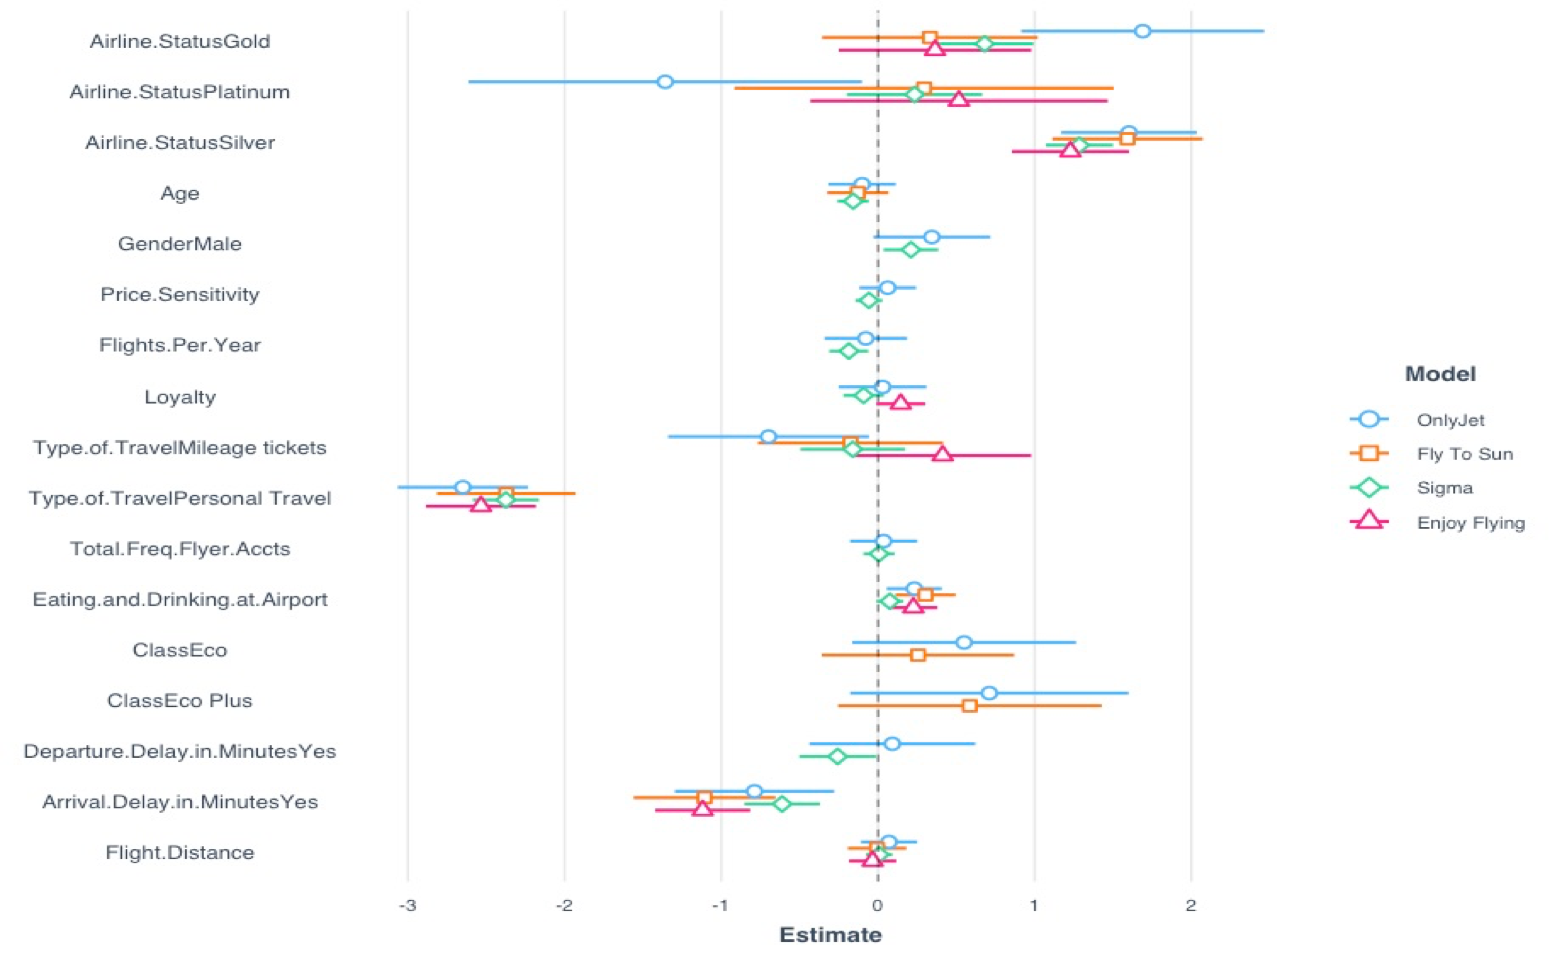 Airline.StatusGold
Airline.StatusPlatinum
Airline.StatusSilver
Age
GenderMale
Price.Sensitivity
Flights.Per.Year
Loyalty
Type.of.TravelMileage tickets
Type.of.TravelPersonal Travel
Total.Freq.Flyer.Accts
Eating.and.Drinking.at.Airport
ClassEco
ClassEco Plus
Departure.Delay.in.MinutesYes
Arrival.Delay.in.MinutesYes
Flight.Distance
-3 -2 -1 0 1 2
Estimate
Model
OnlyJet
Fly To Sun
Sigma
Enjoy Flying